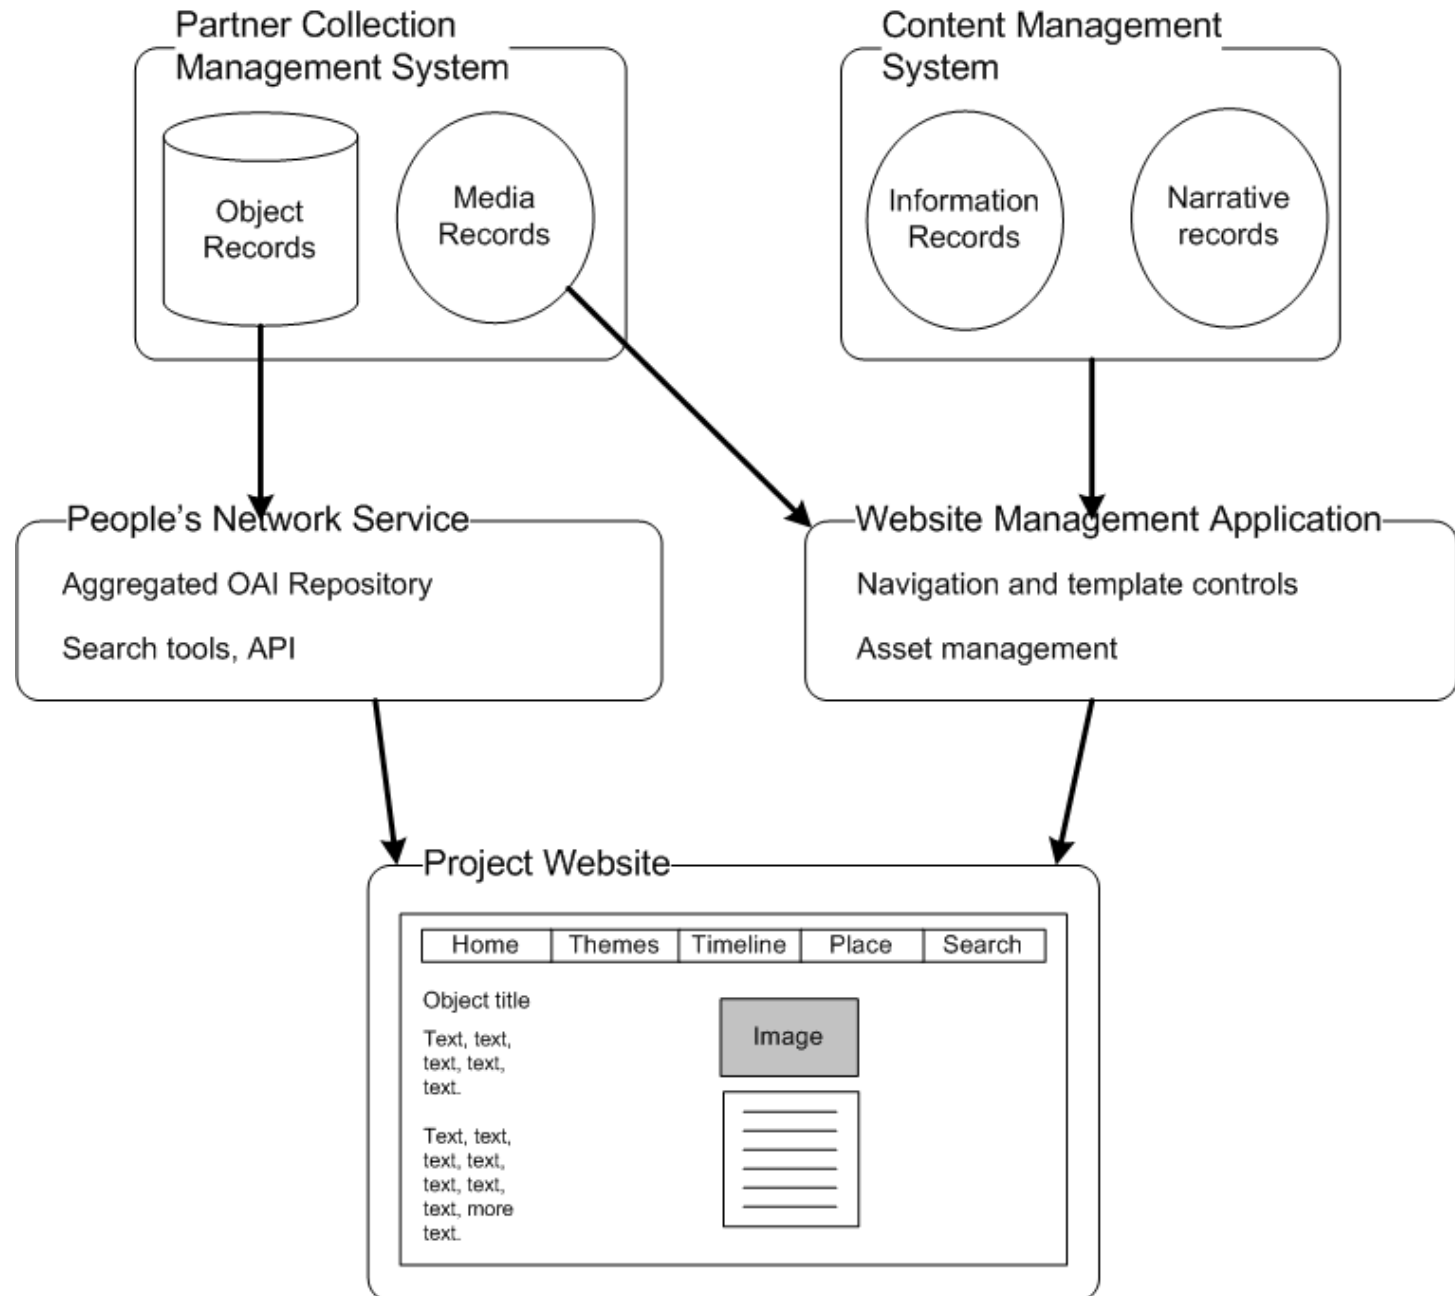 Partner Collection
Management System
Object
Records
Media
Records
Content Management
System
Information
Records
Narrative
records
People's Network Service
Aggregated OAI Repository
Search tools, API
Website Management Application
Navigation and template controls
Asset management
Project Website
Home Themes Timeline Place Search
Object title
Text, text,
text, text,
text.
Text, text,
text, text,
text, text,
text, more
text.
Image